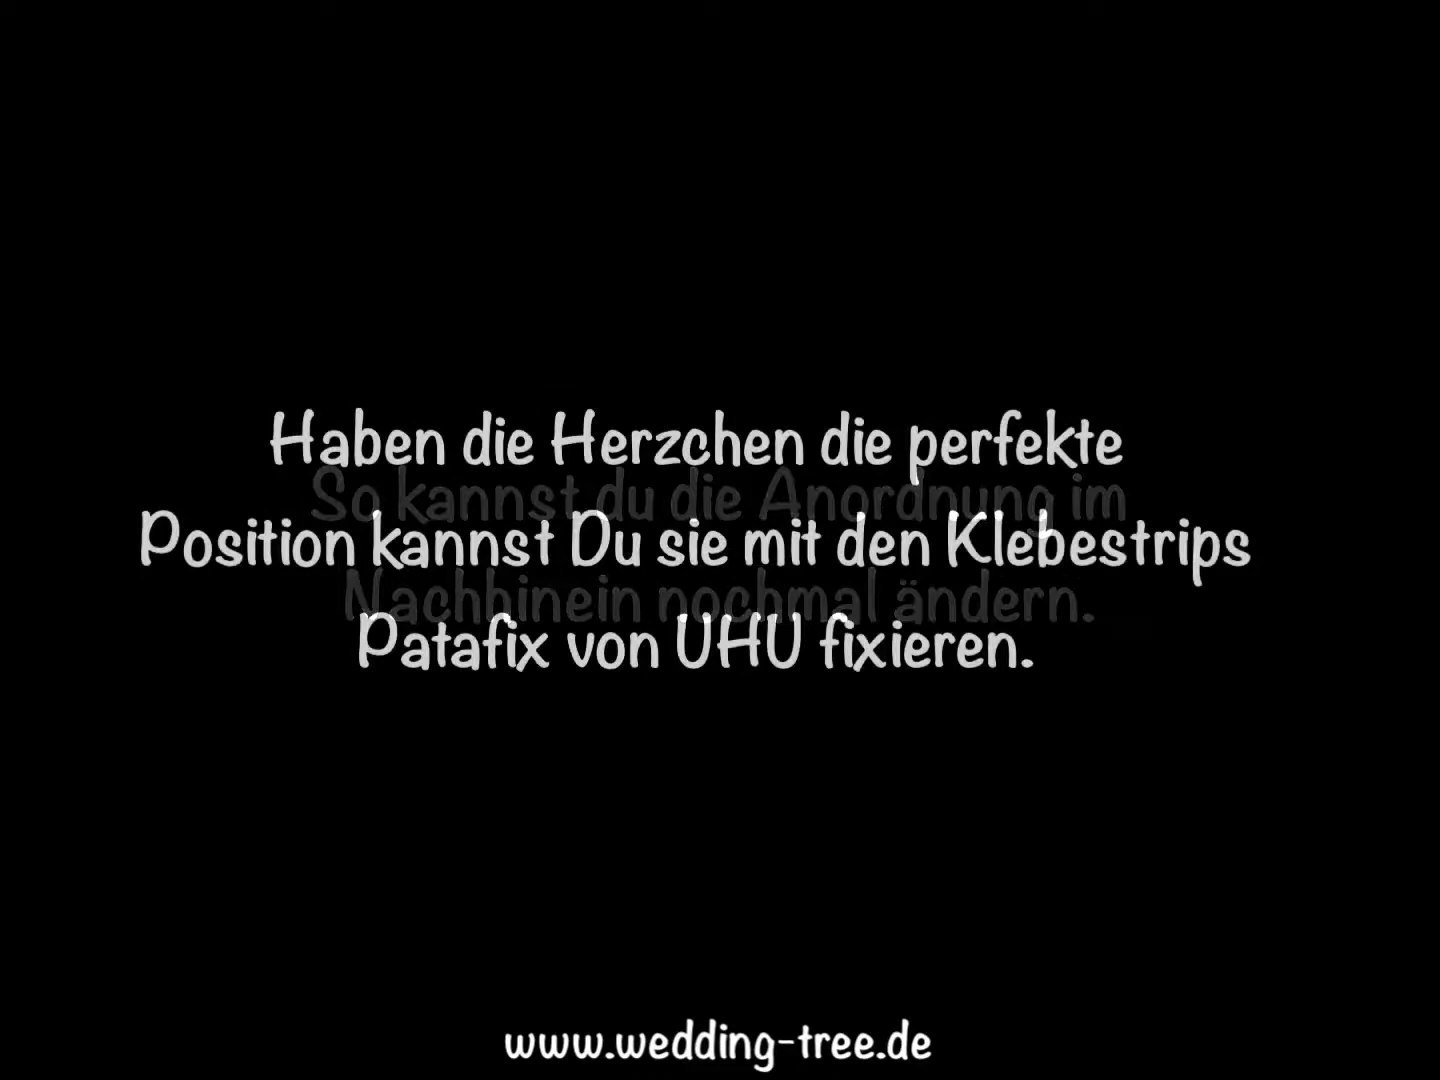 Haben die Herzchen die perfekte
Position kannst Du sie mit den Klebestrips
Patafix von UHU fixieren.
So kannst du die Anordnung im
Nachhinein nochmal ändern.
www.wedding-tree.de